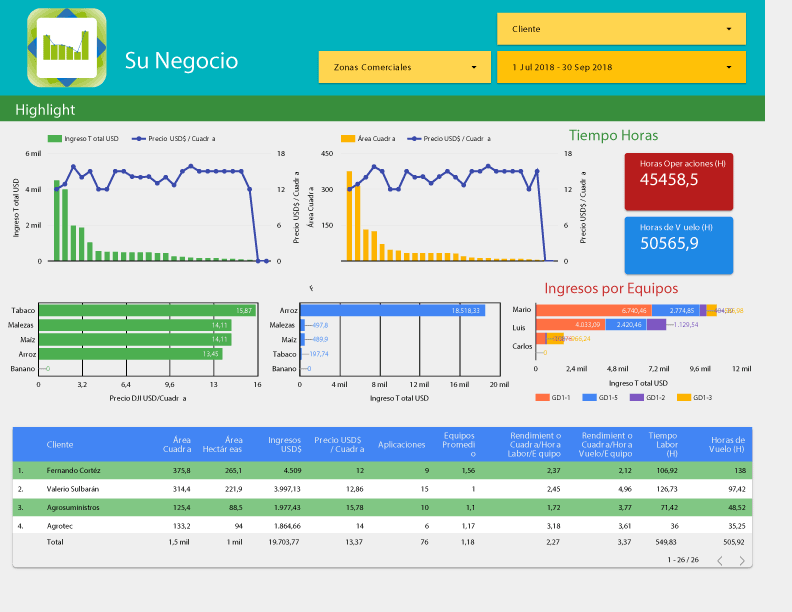 Cliente
Su Negocio
Zonas Comerciales
1 Jul 2018 - 30 Sep 2018
Highlight
Ingreso T otal USD
Precio USD$ / Cuadr a
6 mil
4 mil
2 mil
0
18
12
6
0
Ingreso T otal USD
Precio USD$ / Cuadr a
Área Cuadr a
Precio USD$ / Cuadr a
450
300
150
18
12
6
0
Área Cuadr a
Precio USD$ / Cuadr a
Tiempo Horas
Horas Oper aciones (H)
45458,5
Horas de V uelo (H)
50565,9
Tabaco 15,87
Malezas 14,11
Maíz 14,11
Arroz 13,45
Banano 0
0 3,2 6,4 9,6 13 16
Precio DJI USD/Cuadr a
Arroz 18.518,33
Malezas 497,8
Maíz 489,9
Tabaco 197,74
Banano 0
0 4 mil 8 mil 12 mil 16 mil 20 mil
Ingreso T otal USD
Ingresos por Equipos
Mario 6.740,46 2.774,85
Luis 4.033,09 2.420,46 1.129,54
Carlos 0
0 2,4 mil 4,8 mil 7,2 mil 9,6 mil 12 mil
Ingreso Total USD
GD1-1 GD1-5 GD1-2 GD1-3
Cliente Área Cuadr a Área Hectár eas Ingresos USD$ Precio USD$ / Cuadr a Aplicaciones Equipos Promedi o Rendimient o Cuadra/Hora Labor/E quipo Rendimient o Cuadra/Hora Vuelo/E quipo Tiempo Labor (H) Horas de Vuelo (H)
1. Fernando Cortéz 375,8 265,1 4.509 12 9 1,56 2,37 2,12 106,92 138
2. Valerio Sulbarán 314,4 221,9 3.997,13 12,86 15 1 2,45 4,96 126,73 97,42
3. Agrosuministros 125,4 88,5 1.977,43 15,78 10 1,1 1,72 3,77 71,42 48,52
4. Agrotec 133,2 94 1.864,66 14 6 1,17 3,18 3,61 36 35,25
Total 1,5 mil 1 mil 19.703,77 13,37 76 1,18 2,27 3,37 549,83 505,92
1 - 26 / 26